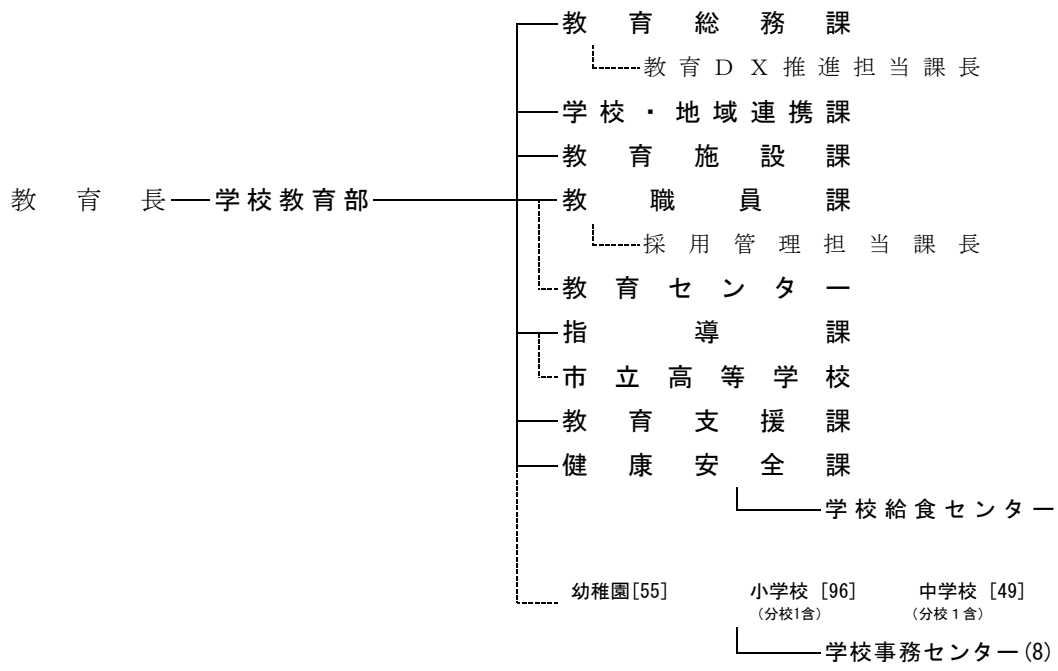 教育総務課
教育DX推進担当課長
学校・地域連携課
教育施設課
教育長 学校教育部 教職員課
採用管理担当課長
教育センター
指導課
市立高等学校
教育支援課
健康安全課
学校給食センター
幼稚園[55] 小学校 [96] 中学校 [49]
(分校1含) (分校1含)
学校事務センター(8)